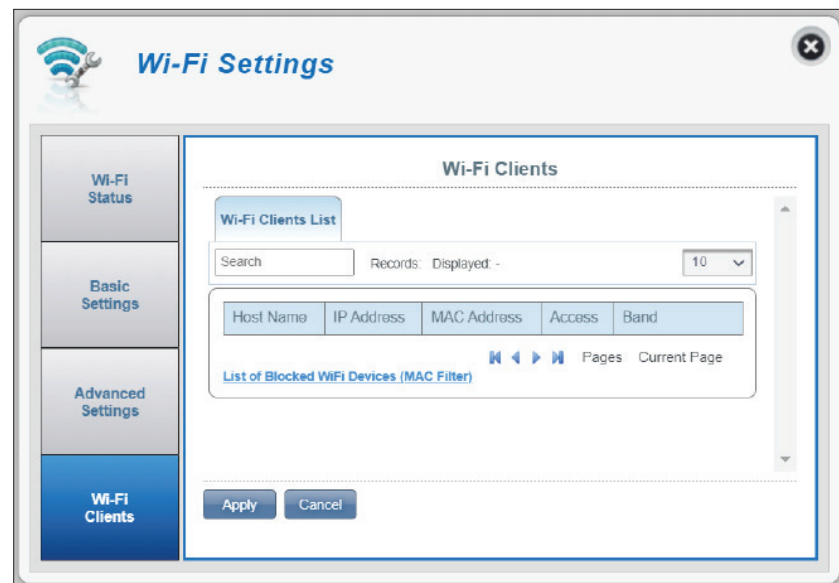 Wi-Fi Settings
Wi-Fi
Status
Basic
Settings
Advanced
Settings
Wi-Fi
Clients
Wi-Fi Clients
Wi-Fi Clients List
Search Records: Displayed: - 10
Host Name IP Address MAC Address Access Band
Pages Current Page
List of Blocked WiFi Devices (MAC Filter)
Apply Cancel